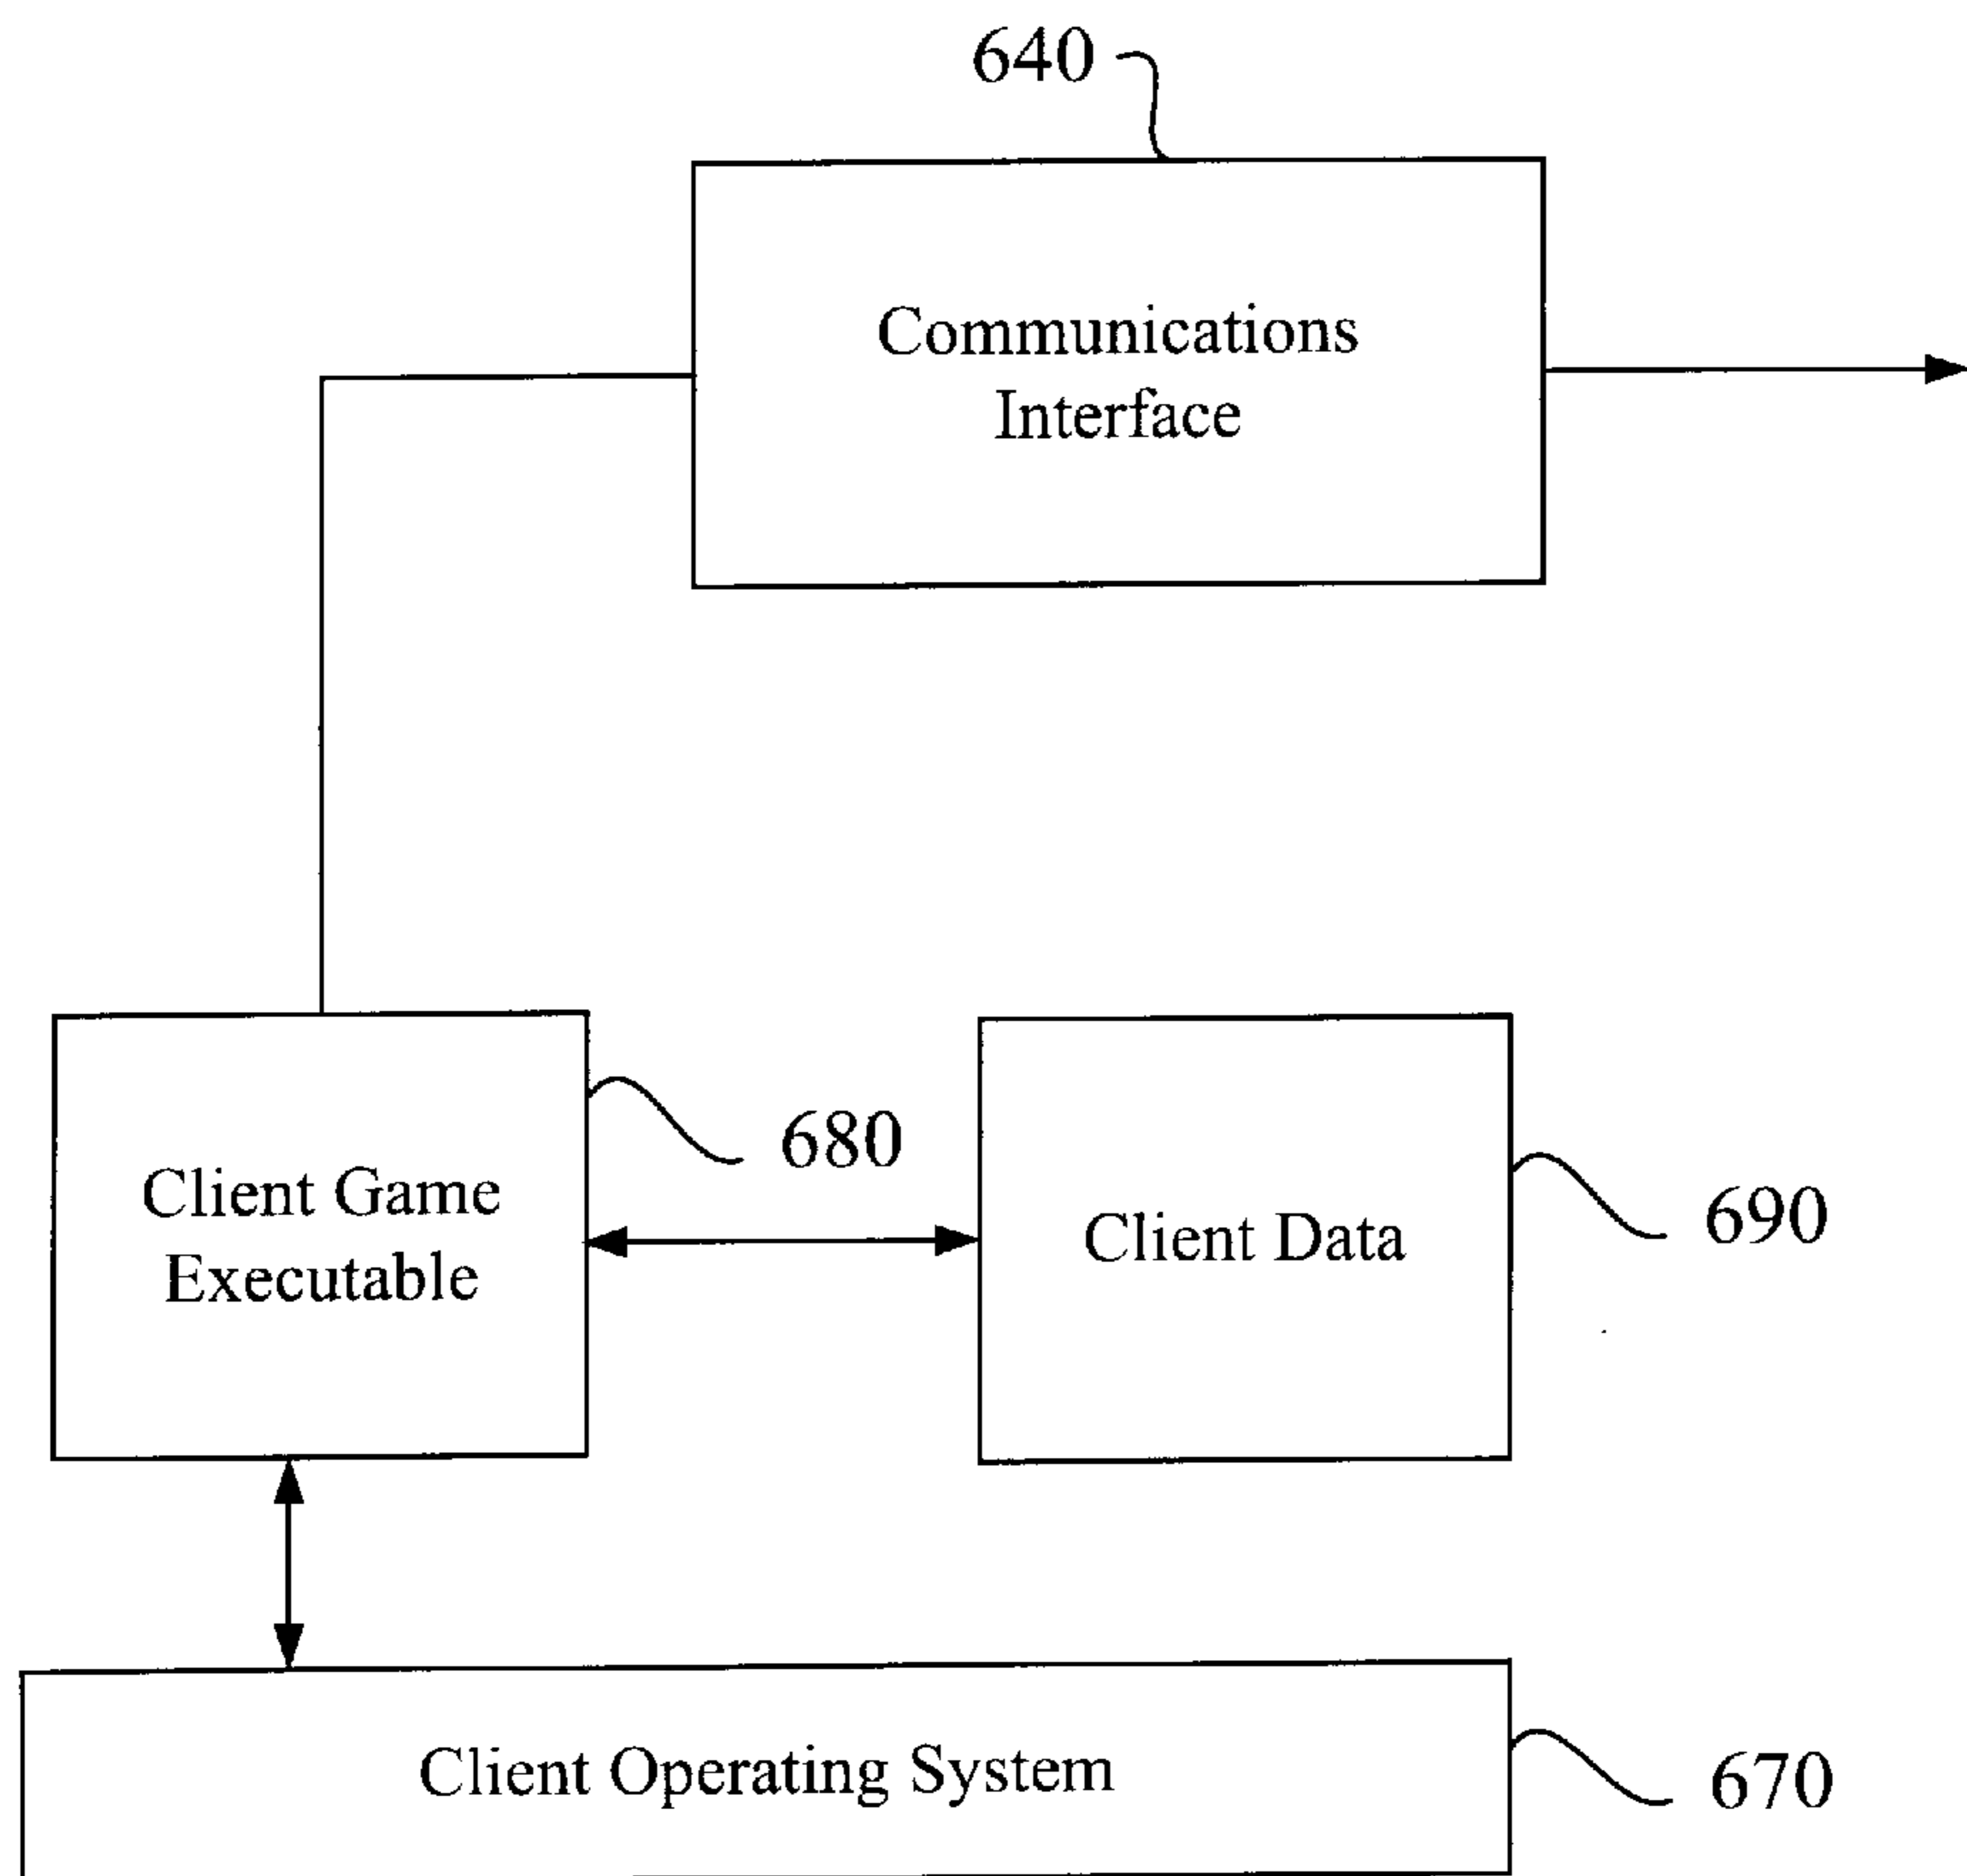 640
Communications
Interface
Client Game
Executable
680
Client Data
690
Client Operating System
670